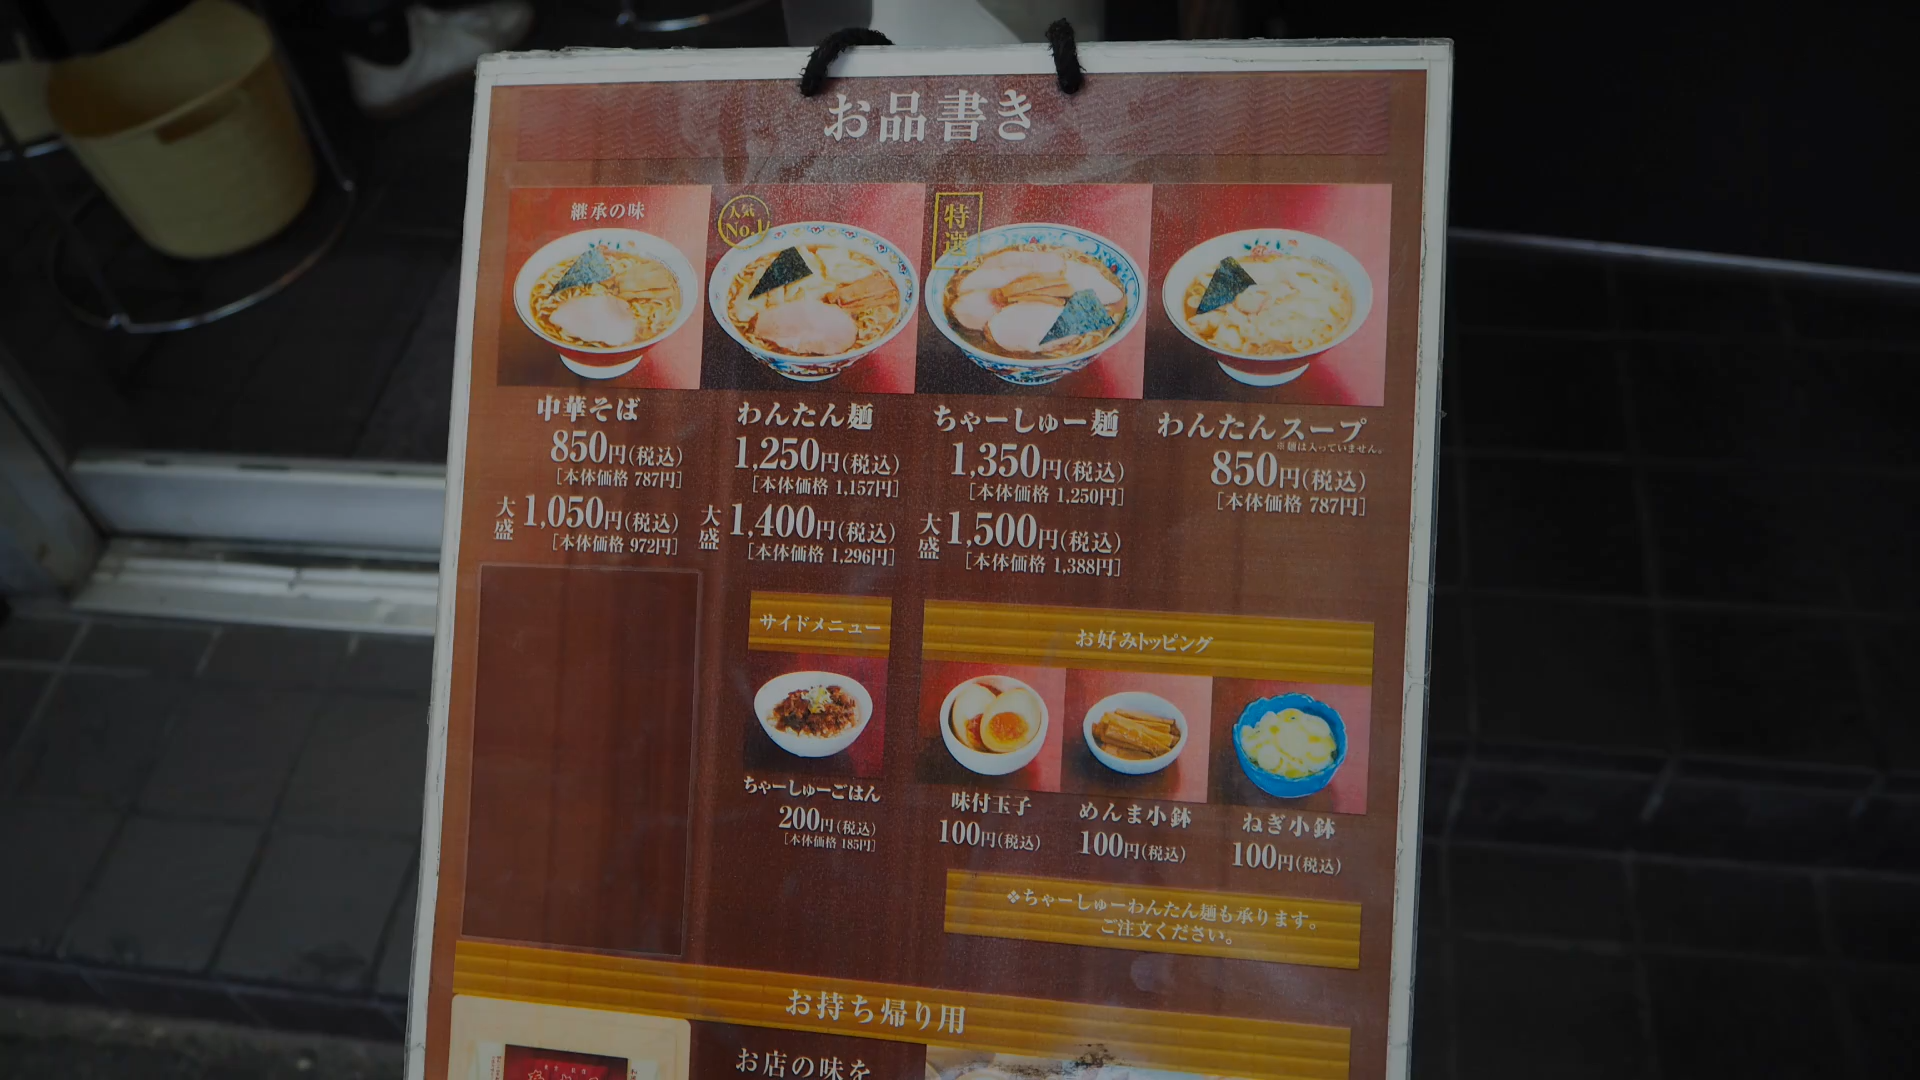 お品書き
継承の味
人気
No.1
特選
中華そば
850円(税込)
[本体価格 787円]
大盛 1,050円(税込)
[本体価格 972円]
わんたん麺
1,250円(税込)
[本体価格 1,157円]
大盛 1,400円(税込)
[本体価格 1,296円]
ちゃーしゅー麺
1,350円(税込)
[本体価格 1,250円]
大盛 1,500円(税込)
[本体価格 1,388円]
わんたんスープ
※麺は入っていません。
850円(税込)
[本体価格 787円]
サイドメニュー
ちゃーしゅーごはん
200円(税込)
[本体価格 185円]
お好みトッピング
味付玉子
100円(税込)
めんま小鉢
100円(税込)
ねぎ小鉢
100円(税込)
❖ちゃーしゅーわんたん麺も承ります。
ご注文ください。
お持ち帰り用
お店の味を